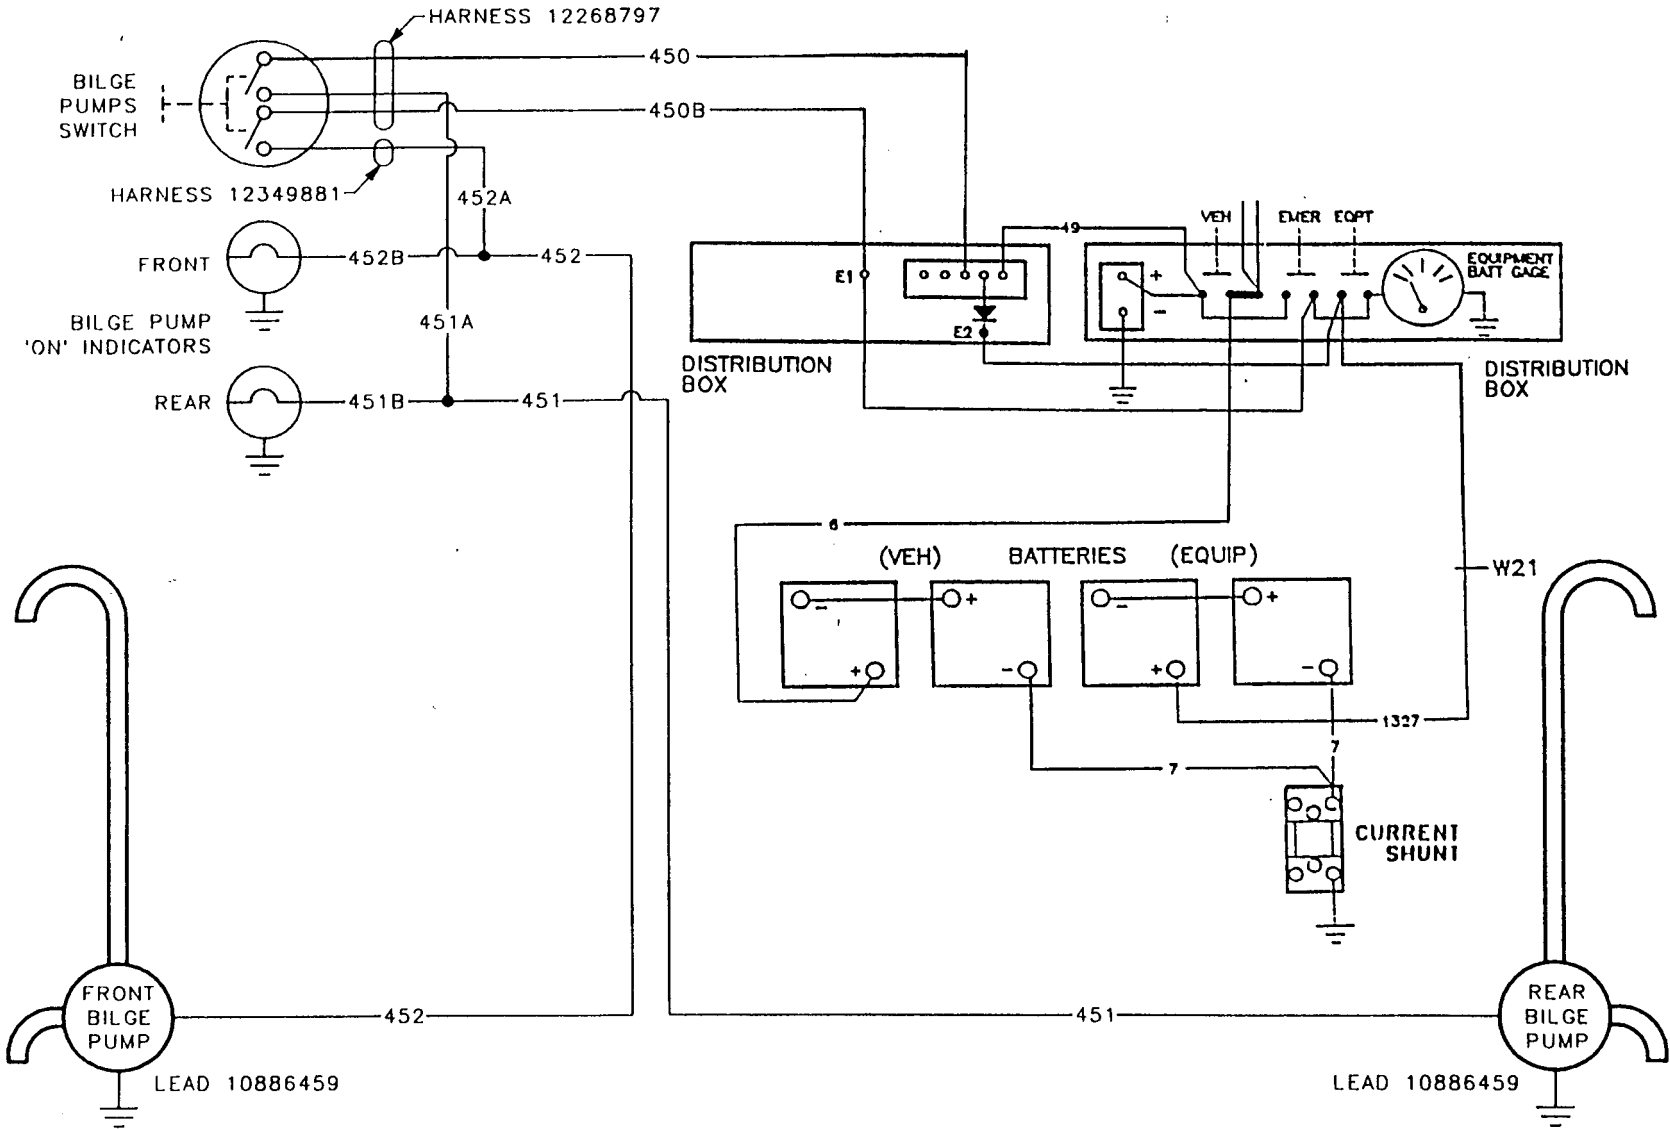 HARNESS 12268797
450
BILGE
PUMPS
SWITCH
450B
HARNESS 12349881
452A
FRONT
452B
452
BILGE PUMP
'ON' INDICATORS
451A
REAR
451B
451
49
VEH
EMER
EQPT
E1
E2
+
-
EQUIPMENT
BATT GAGE
DISTRIBUTION
BOX
DISTRIBUTION
BOX
6
(VEH)
BATTERIES
(EQUIP)
W21
-
+
-
+
+
-
+
-
1327
7
7
CURRENT
SHUNT
FRONT
BILGE
PUMP
452
451
REAR
BILGE
PUMP
LEAD 10886459
LEAD 10886459